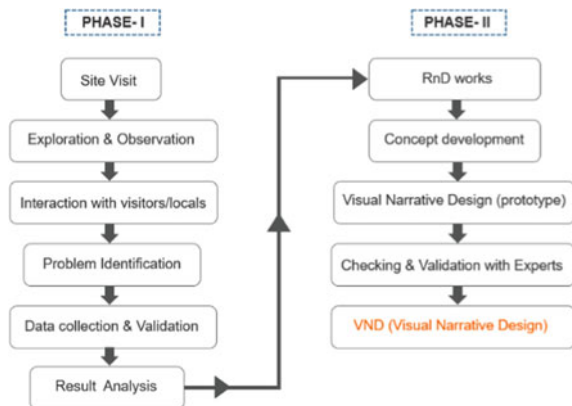 PHASE- I
Site Visit
Exploration & Observation
Interaction with visitors/locals
Problem Identification
Data collection & Validation
Result Analysis
PHASE- II
RnD works
Concept development
Visual Narrative Design (prototype)
Checking & Validation with Experts
VND (Visual Narrative Design)